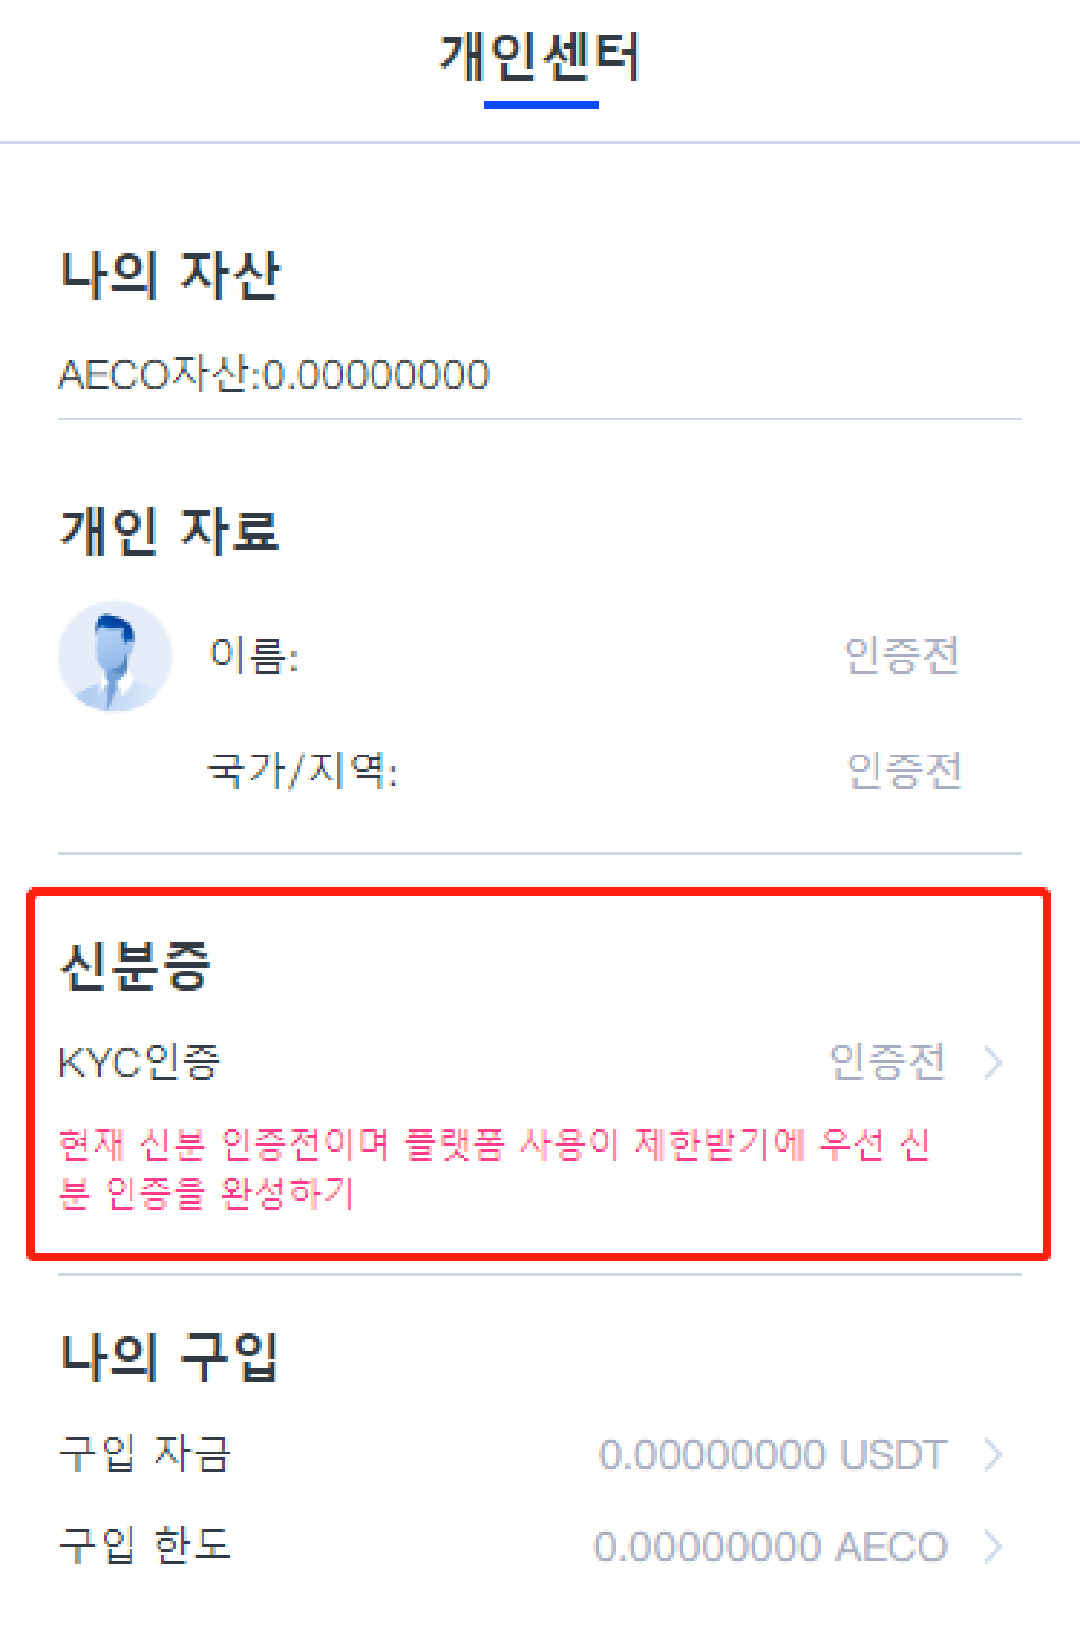 개인센터
나의 자산
AECO자산:0.00000000
개인 자료
이름: 인증전
국가/지역: 인증전
신분증
KYC인증 인증전
현재 신분 인증전이며 플랫폼 사용이 제한받기에 우선 신
분 인증을 완성하기
나의 구입
구입 자금 0.00000000 USDT
구입 한도 0.00000000 AECO